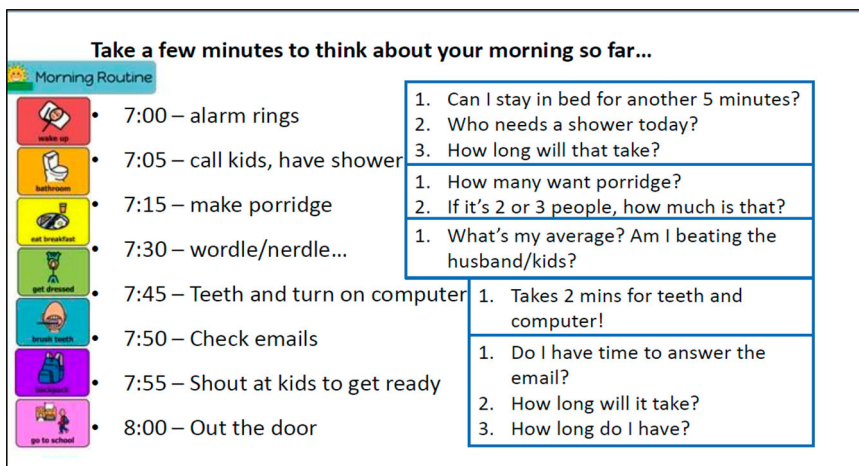 Take a few minutes to think about your morning so far...
Morning Routine
wake up
bathroom
eat breakfast
get dressed
brush teeth
backpack
go to school
• 7:00 – alarm rings
• 7:05 – call kids, have shower
• 7:15 – make porridge
• 7:30 – wordle/nerdle...
• 7:45 – Teeth and turn on computer
• 7:50 – Check emails
• 7:55 – Shout at kids to get ready
• 8:00 – Out the door
1. Can I stay in bed for another 5 minutes?
2. Who needs a shower today?
3. How long will that take?
1. How many want porridge?
2. If it's 2 or 3 people, how much is that?
1. What's my average? Am I beating the
husband/kids?
1. Takes 2 mins for teeth and
computer!
1. Do I have time to answer the
email?
2. How long will it take?
3. How long do I have?